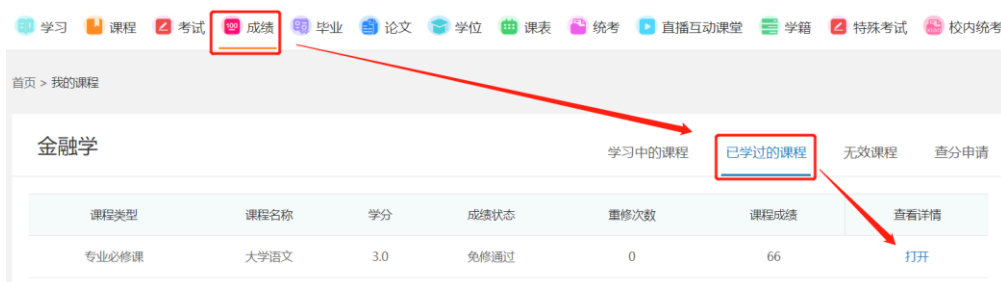 学习 课程 考试 100 成绩 毕业 论文 学位 课表 统考 直播互动课堂 学籍 特殊考试 校内统考
首页 > 我的课程
金融学 学习中的课程 已学过的课程 无效课程 查分申请
课程类型 课程名称 学分 成绩状态 重修次数 课程成绩 查看详情
专业必修课 大学语文 3.0 免修通过 0 66 打开